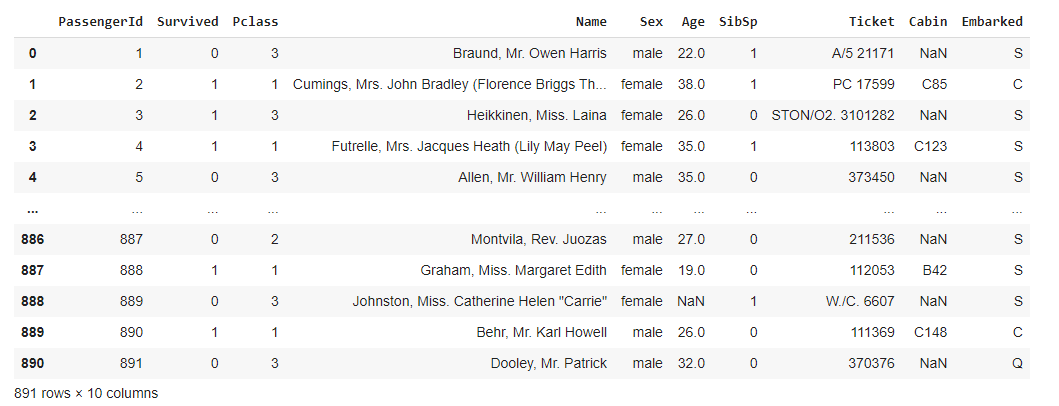 PassengerId Survived Pclass Name Sex Age SibSp Ticket Cabin Embarked
0 1 0 3 Braund, Mr. Owen Harris male 22.0 1 A/5 21171 NaN S
1 2 1 1 Cumings, Mrs. John Bradley (Florence Briggs Th... female 38.0 1 PC 17599 C85 C
2 3 1 3 Heikkinen, Miss. Laina female 26.0 0 STON/O2. 3101282 NaN S
3 4 1 1 Futrelle, Mrs. Jacques Heath (Lily May Peel) female 35.0 1 113803 C123 S
4 5 0 3 Allen, Mr. William Henry male 35.0 0 373450 NaN S
... ... ... ... ... ... ... ... ... ... ...
886 887 0 2 Montvila, Rev. Juozas male 27.0 0 211536 NaN S
887 888 1 1 Graham, Miss. Margaret Edith female 19.0 0 112053 B42 S
888 889 0 3 Johnston, Miss. Catherine Helen "Carrie" female NaN 1 W./C. 6607 NaN S
889 890 1 1 Behr, Mr. Karl Howell male 26.0 0 111369 C148 C
890 891 0 3 Dooley, Mr. Patrick male 32.0 0 370376 NaN Q
891 rows × 10 columns